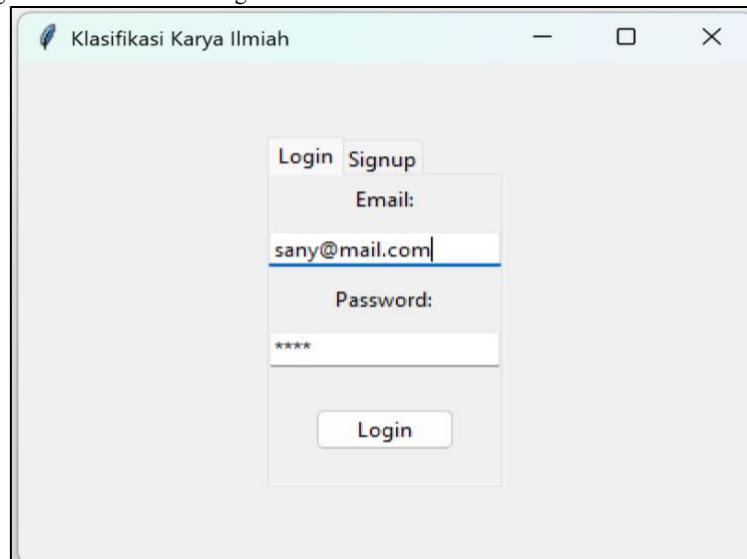 Klasifikasi Karya Ilmiah
Login Signup
Email:
sany@mail.com
Password:
****
Login